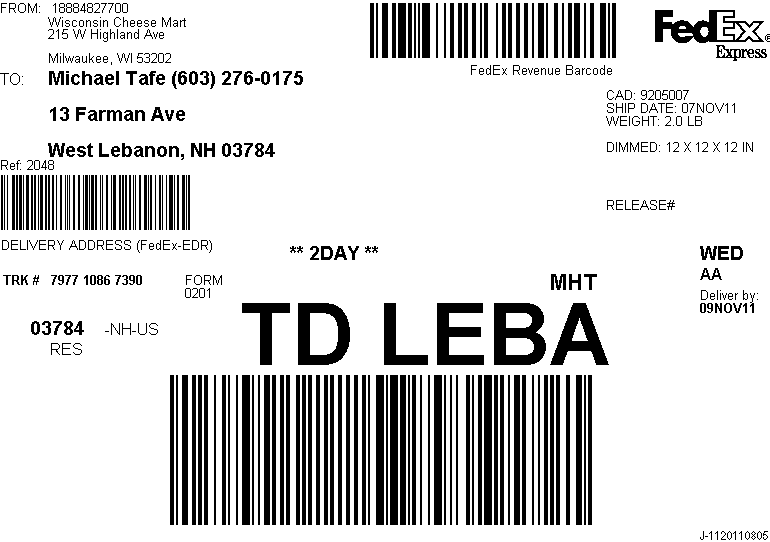 FROM: 18884827700
Wisconsin Cheese Mart
215 W Highland Ave
Milwaukee, WI 53202
TO: Michael Tafe (603) 276-0175
13 Farman Ave
West Lebanon, NH 03784
Ref: 2048
FedEx Revenue Barcode
FedEx®
Express
CAD: 9205007
SHIP DATE: 07NOV11
WEIGHT: 2.0 LB
DIMMED: 12 X 12 X 12 IN
RELEASE#
DELIVERY ADDRESS (FedEx-EDR)
** 2DAY **
WED
AA
Deliver by:
09NOV11
TRK # 7977 1086 7390 FORM
0201
MHT
03784 -NH-US
RES
TD LEBA
J-1120110805